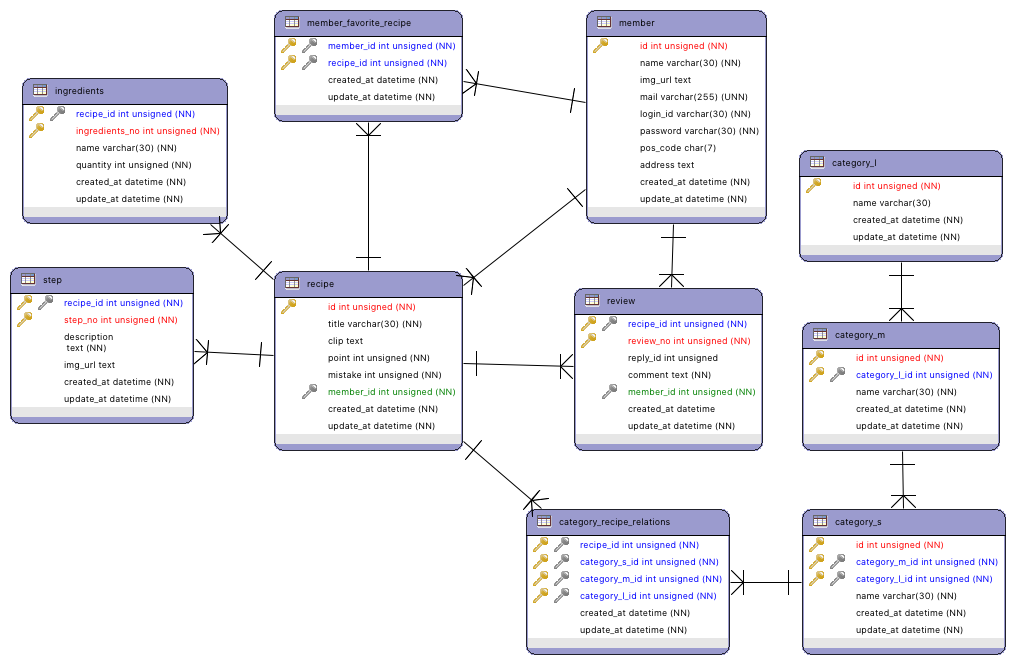 member_favorite_recipe
member_id int unsigned (NN)
recipe_id int unsigned (NN)
created_at datetime (NN)
update_at datetime (NN)
member
id int unsigned (NN)
name varchar(30) (NN)
img_url text
mail varchar(255) (UNN)
login_id varchar(30) (NN)
password varchar(30) (NN)
pos_code char(7)
address text
created_at datetime (NN)
update_at datetime (NN)
ingredients
recipe_id int unsigned (NN)
ingredients_no int unsigned (NN)
name varchar(30) (NN)
quantity int unsigned (NN)
created_at datetime (NN)
update_at datetime (NN)
category_l
id int unsigned (NN)
name varchar(30)
created_at datetime (NN)
update_at datetime (NN)
step
recipe_id int unsigned (NN)
step_no int unsigned (NN)
description
text (NN)
img_url text
created_at datetime (NN)
update_at datetime (NN)
recipe
id int unsigned (NN)
title varchar(30) (NN)
clip text
point int unsigned (NN)
mistake int unsigned (NN)
member_id int unsigned (NN)
created_at datetime (NN)
update_at datetime (NN)
review
recipe_id int unsigned (NN)
review_no int unsigned (NN)
reply_id int unsigned
comment text (NN)
member_id int unsigned (NN)
created_at datetime
update_at datetime (NN)
category_m
id int unsigned (NN)
category_l_id int unsigned (NN)
name varchar(30) (NN)
created_at datetime (NN)
update_at datetime (NN)
category_recipe_relations
recipe_id int unsigned (NN)
category_s_id int unsigned (NN)
category_m_id int unsigned (NN)
category_l_id int unsigned (NN)
created_at datetime (NN)
update_at datetime (NN)
category_s
id int unsigned (NN)
category_m_id int unsigned (NN)
category_l_id int unsigned (NN)
name varchar(30) (NN)
created_at datetime (NN)
update_at datetime (NN)